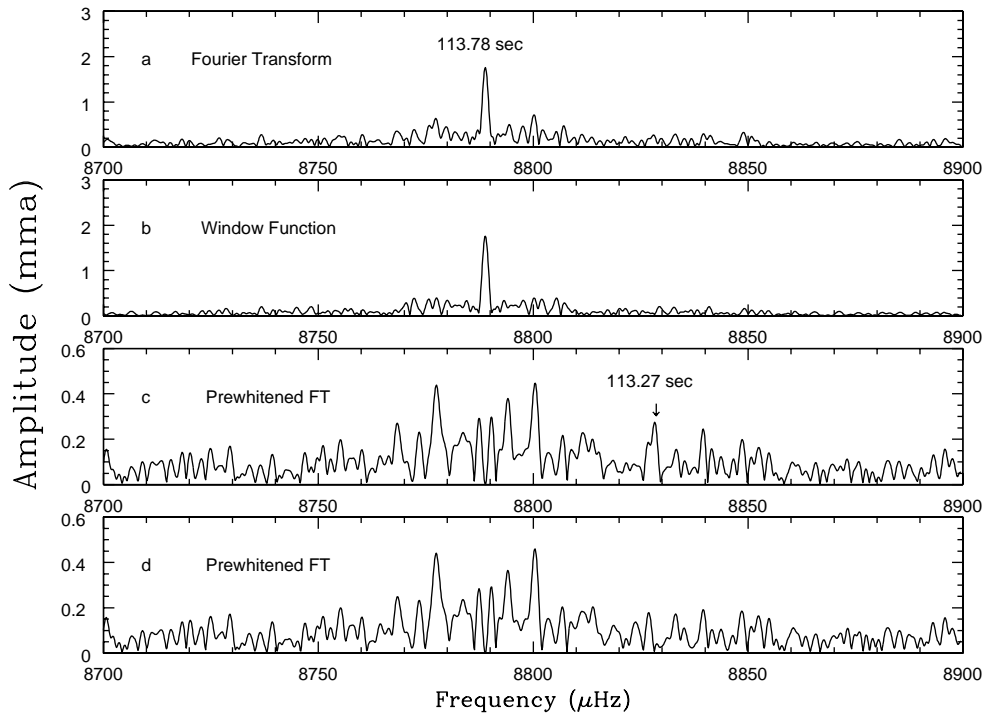 3
2
1
0
a Fourier Transform
113.78 sec
8700 8750 8800 8850 8900
3
2
1
0
b Window Function
8700 8750 8800 8850 8900
0.6
0.4
0.2
0
c Prewhitened FT
113.27 sec
8700 8750 8800 8850 8900
0.6
0.4
0.2
0
d Prewhitened FT
8700 8750 8800 8850 8900
Amplitude (mma)
Frequency (μHz)